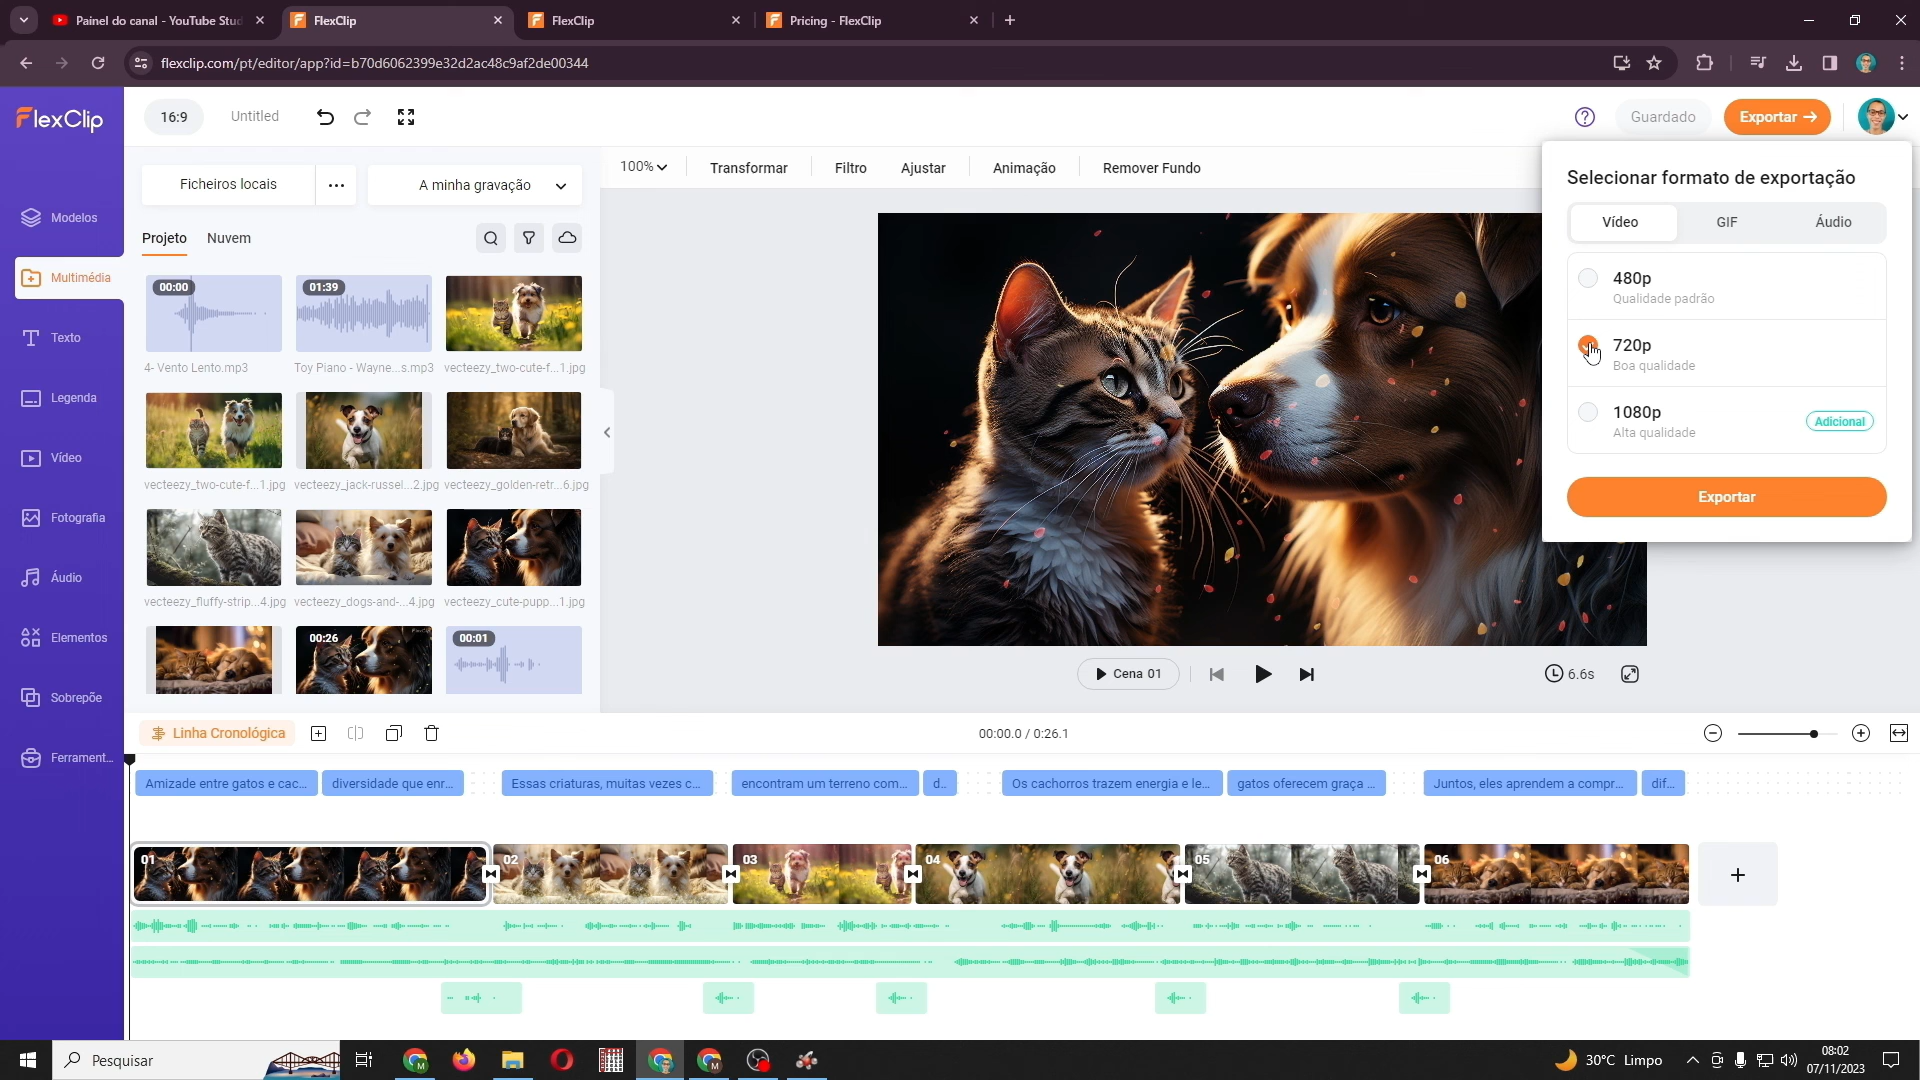 Painel do canal - YouTube Stud
FlexClip
FlexClip
Pricing - FlexClip
flexclip.com/pt/editor/app?id=b70d6062399e32d2ac48c9af2de00344
FlexClip
16:9
Untitled
Guardado
Exportar
100%
Transformar
Filtro
Ajustar
Animação
Remover Fundo
Modelos
Multimédia
Texto
Legenda
Vídeo
Fotografia
Áudio
Elementos
Sobrepõe
Ferrament...
Ficheiros locais
A minha gravação
Projeto
Nuvem
00:00
01:39
4- Vento Lento.mp3
Toy Piano - Wayne...s.mp3
vecteezy_two-cute-f...1.jpg
vecteezy_two-cute-f...1.jpg
vecteezy_jack-russel...2.jpg
vecteezy_golden-retr...6.jpg
vecteezy_fluffy-strip...4.jpg
vecteezy_dogs-and-...4.jpg
vecteezy_cute-pupp...1.jpg
00:26
00:01
Selecionar formato de exportação
Vídeo
GIF
Áudio
480p
Qualidade padrão
720p
Boa qualidade
1080p
Alta qualidade
Adicional
Exportar
Cena 01
6.6s
Linha Cronológica
00:00.0 / 0:26.1
Amizade entre gatos e cac...
diversidade que enr...
Essas criaturas, muitas vezes c...
encontram um terreno com...
d..
Os cachorros trazem energia e le...
gatos oferecem graça ...
Juntos, eles aprendem a compr...
dif...
01
02
03
04
05
06
Pesquisar
30°C Limpo
08:02
07/11/2023